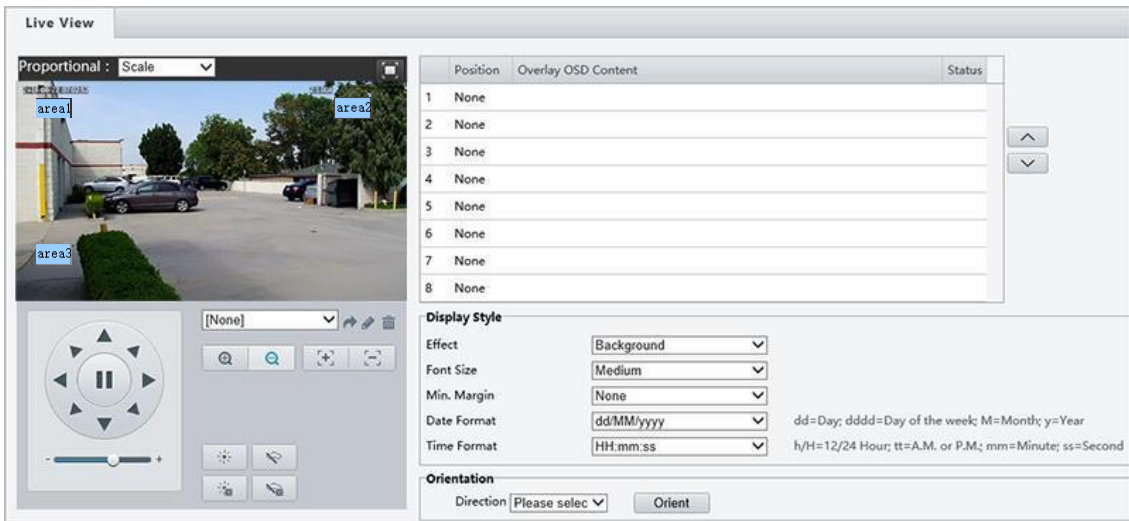 Live View
Proportional : Scale
area1
area2
area3
[None]
Position Overlay OSD Content Status
1 None
2 None
3 None
4 None
5 None
6 None
7 None
8 None
Display Style
Effect Background
Font Size Medium
Min. Margin None
Date Format dd/MM/yyyy dd=Day; dddd=Day of the week; M=Month; y=Year
Time Format HH:mm:ss h/H=12/24 Hour; tt=A.M. or P.M.; mm=Minute; ss=Second
Orientation
Direction Please selec Orient